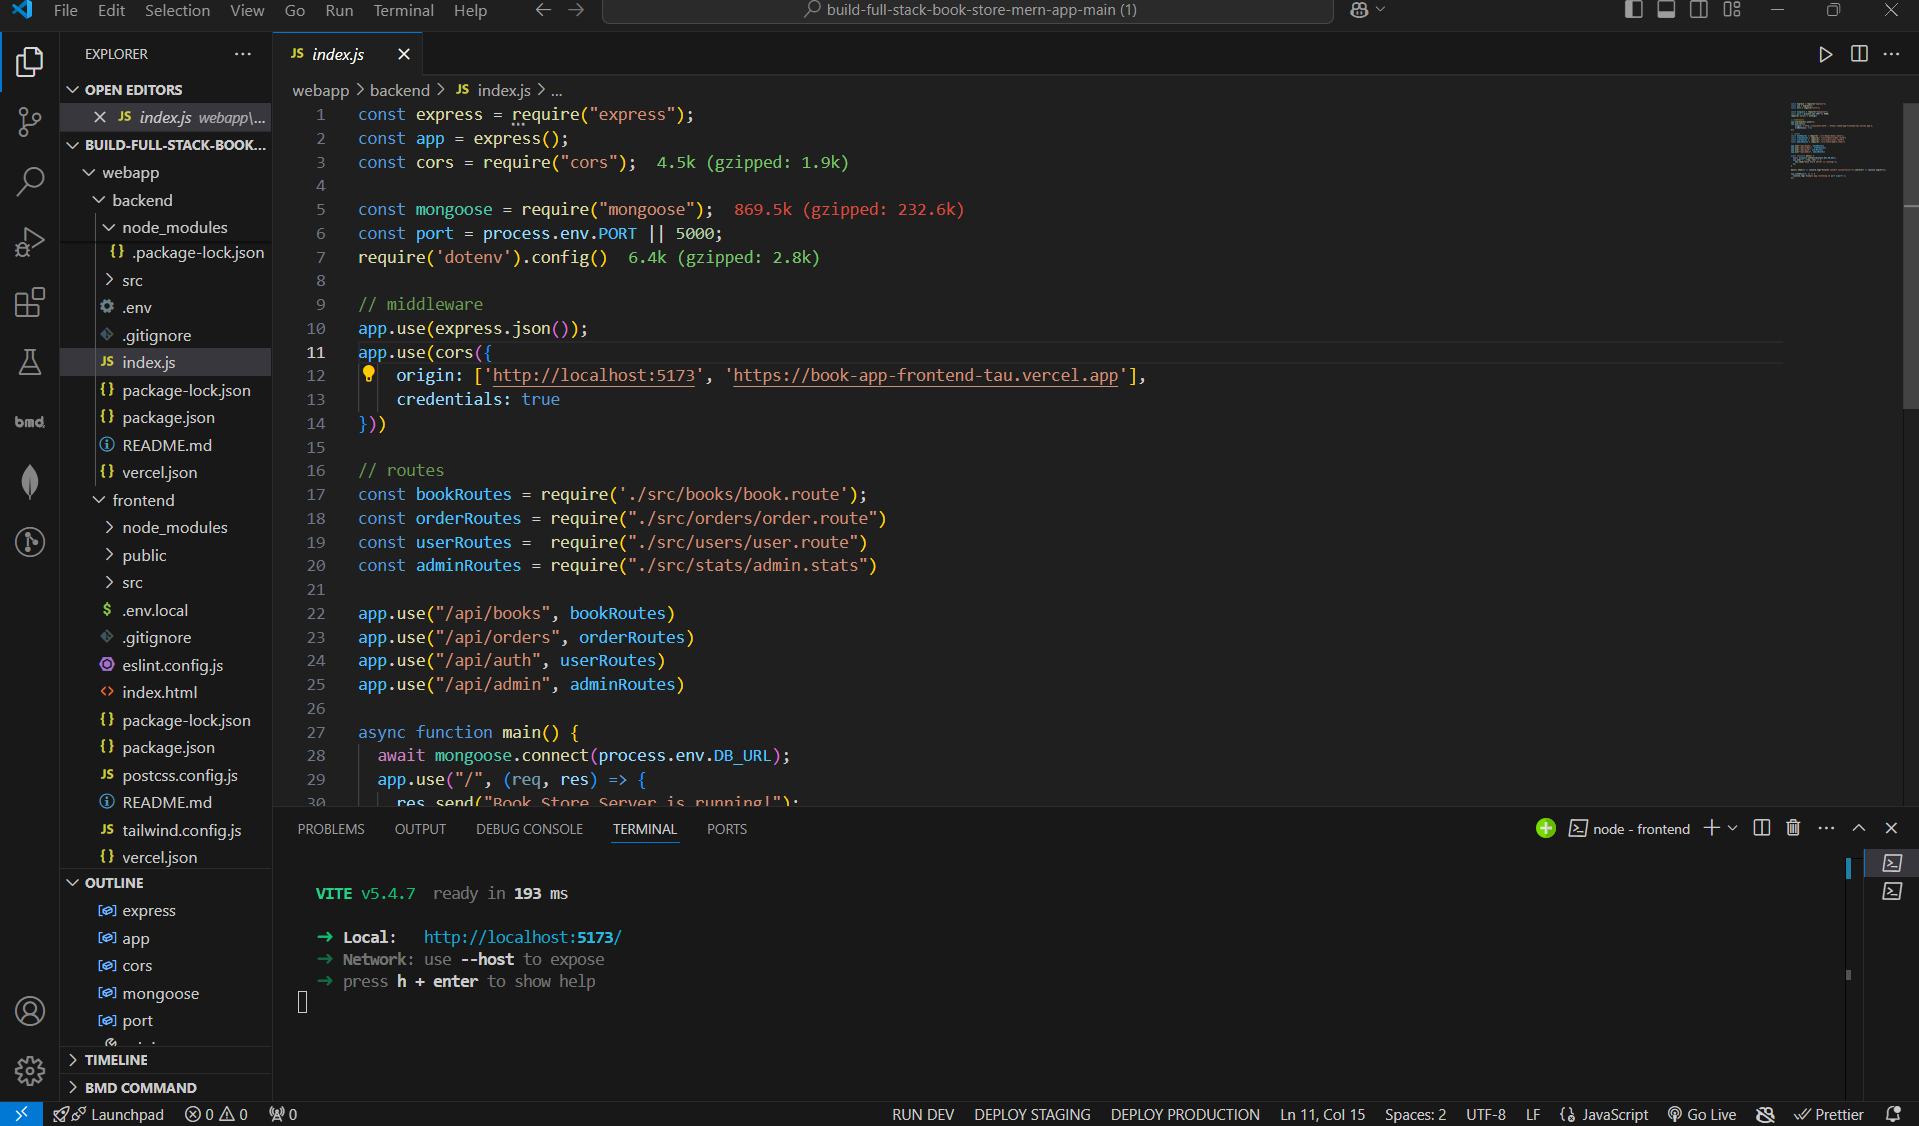 File Edit Selection View Go Run Terminal Help
build-full-stack-book-store-mern-app-main (1)
EXPLORER
OPEN EDITORS
JS index.js webapp\...
BUILD-FULL-STACK-BOOK...
webapp
backend
node_modules
{} .package-lock.json
src
.env
.gitignore
JS index.js
{} package-lock.json
{} package.json
README.md
{} vercel.json
frontend
node_modules
public
src
$ .env.local
.gitignore
eslint.config.js
<> index.html
{} package-lock.json
{} package.json
JS postcss.config.js
README.md
JS tailwind.config.js
{} vercel.json
OUTLINE
express
app
cors
mongoose
port
TIMELINE
BMD COMMAND
bmd.
JS index.js
webapp > backend > JS index.js > ...
1 const express = require("express");
2 const app = express();
3 const cors = require("cors"); 4.5k (gzipped: 1.9k)
4
5 const mongoose = require("mongoose"); 869.5k (gzipped: 232.6k)
6 const port = process.env.PORT || 5000;
7 require('dotenv').config() 6.4k (gzipped: 2.8k)
8
9 // middleware
10 app.use(express.json());
11 app.use(cors({
12 origin: ['http://localhost:5173', 'https://book-app-frontend-tau.vercel.app'],
13 credentials: true
14 }))
15
16 // routes
17 const bookRoutes = require('./src/books/book.route');
18 const orderRoutes = require("./src/orders/order.route")
19 const userRoutes =  require("./src/users/user.route")
20 const adminRoutes = require("./src/stats/admin.stats")
21
22 app.use("/api/books", bookRoutes)
23 app.use("/api/orders", orderRoutes)
24 app.use("/api/auth", userRoutes)
25 app.use("/api/admin", adminRoutes)
26
27 async function main() {
28 await mongoose.connect(process.env.DB_URL);
29 app.use("/", (req, res) => {
30 res.send("Book Store Server is running!");
PROBLEMS OUTPUT DEBUG CONSOLE TERMINAL PORTS
node - frontend
VITE v5.4.7 ready in 193 ms
➜ Local: http://localhost:5173/
➜ Network: use --host to expose
➜ press h + enter to show help
Launchpad 0 0 0
RUN DEV DEPLOY STAGING DEPLOY PRODUCTION Ln 11, Col 15 Spaces: 2 UTF-8 LF {} JavaScript Go Live Prettier